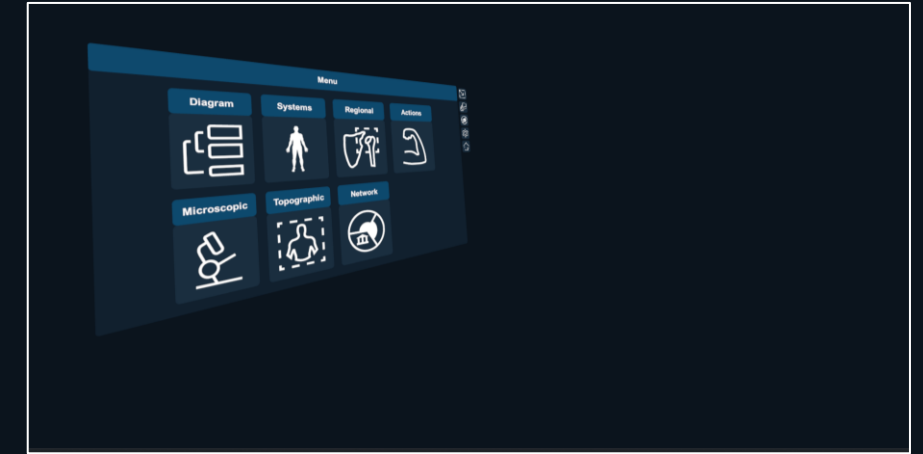 Menu
Diagram
Systems
Regional
Actions
Microscopic
Topographic
Network